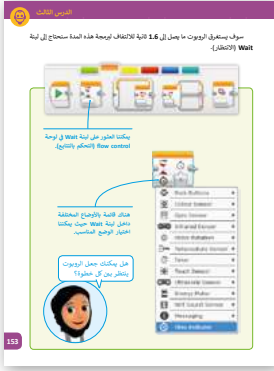 الدرس الثالث
سوف يستغرق الروبوت ما يصل إلى 1.6 ثانية للالتفاف لبرمجة هذه المدة ستحتاج إلى لبنة
Wait (الانتظار).
يمكننا العثور على لبنة Wait في لوحة
flow control (التحكم بالتتابع).
هناك قائمة بالأوضاع المختلفة
داخل لبنة Wait حيث يمكننا
اختيار الوضع المناسب.
Brick Buttons
Colour Sensor
Gyro Sensor
Infrared Sensor
Motor Rotation
Temperature Sensor
Timer
Touch Sensor
Ultrasonic Sensor
Energy Meter
NXT Sound Sensor
Messaging
Time Indicator
هل يمكنك جعل الروبوت
ينتظر بين كل خطوة؟
153